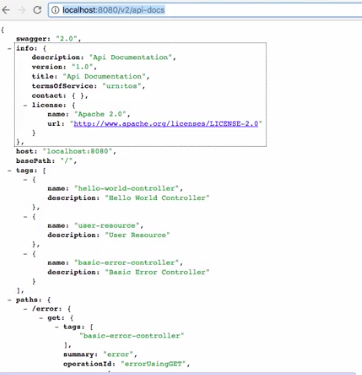 localhost:8080/v2/api-docs
{
swagger: "2.0",
- info: {
description: "Api Documentation",
version: "1.0",
title: "Api Documentation",
termsOfService: "urn:tos",
contact: { },
- license: {
name: "Apache 2.0",
url: "http://www.apache.org/licenses/LICENSE-2.0"
}
},
host: "localhost:8080",
basePath: "/",
- tags: [
- {
name: "hello-world-controller",
description: "Hello World Controller"
},
- {
name: "user-resource",
description: "User Resource"
},
- {
name: "basic-error-controller",
description: "Basic Error Controller"
}
],
- paths: {
- /error: {
- get: {
- tags: [
"basic-error-controller"
],
summary: "error",
operationId: "errorUsingGET",